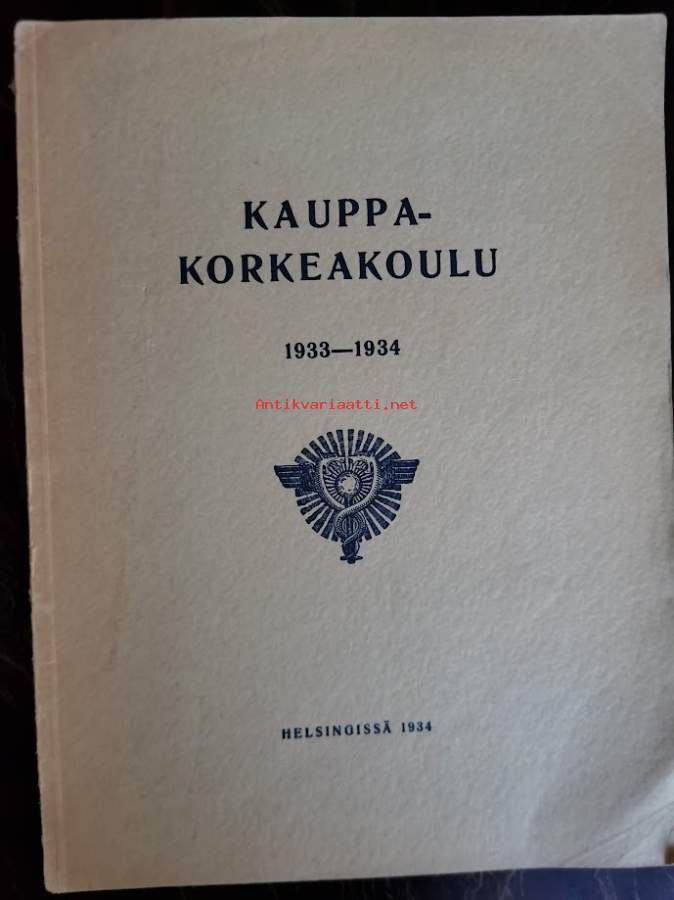 KAUPPA-
KORKEAKOULU
1933—1934
Antikvariaatti.net
HELSINGISSÄ 1934